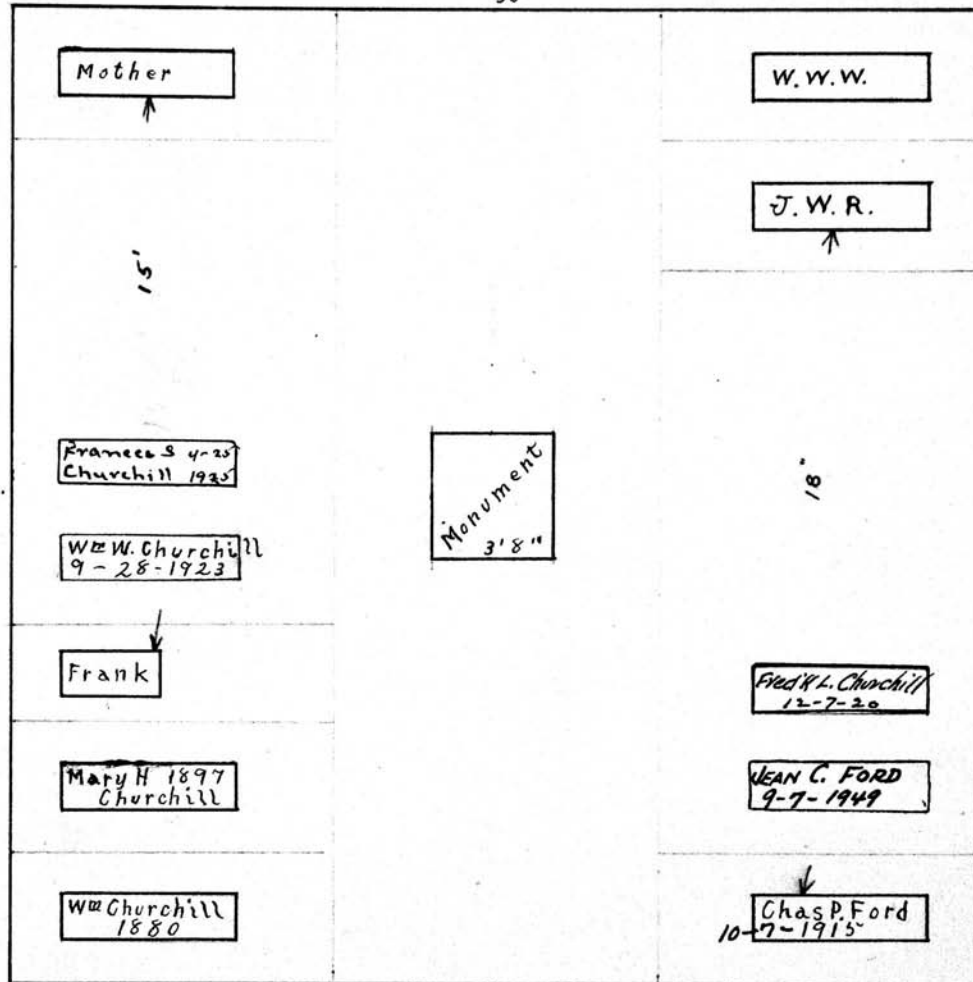 Mother
15'
Frances S 4-25
Churchill 1925
Wm W. Churchill
9-28-1923
Frank
Mary H 1897
Churchill
Wm Churchill
1880
Monument
3'8"
W.W.W.
J.W.R.
18"
Fred'k L. Churchill
12-7-20
JEAN C. FORD
9-7-1949
Chas P. Ford
10-7-1915